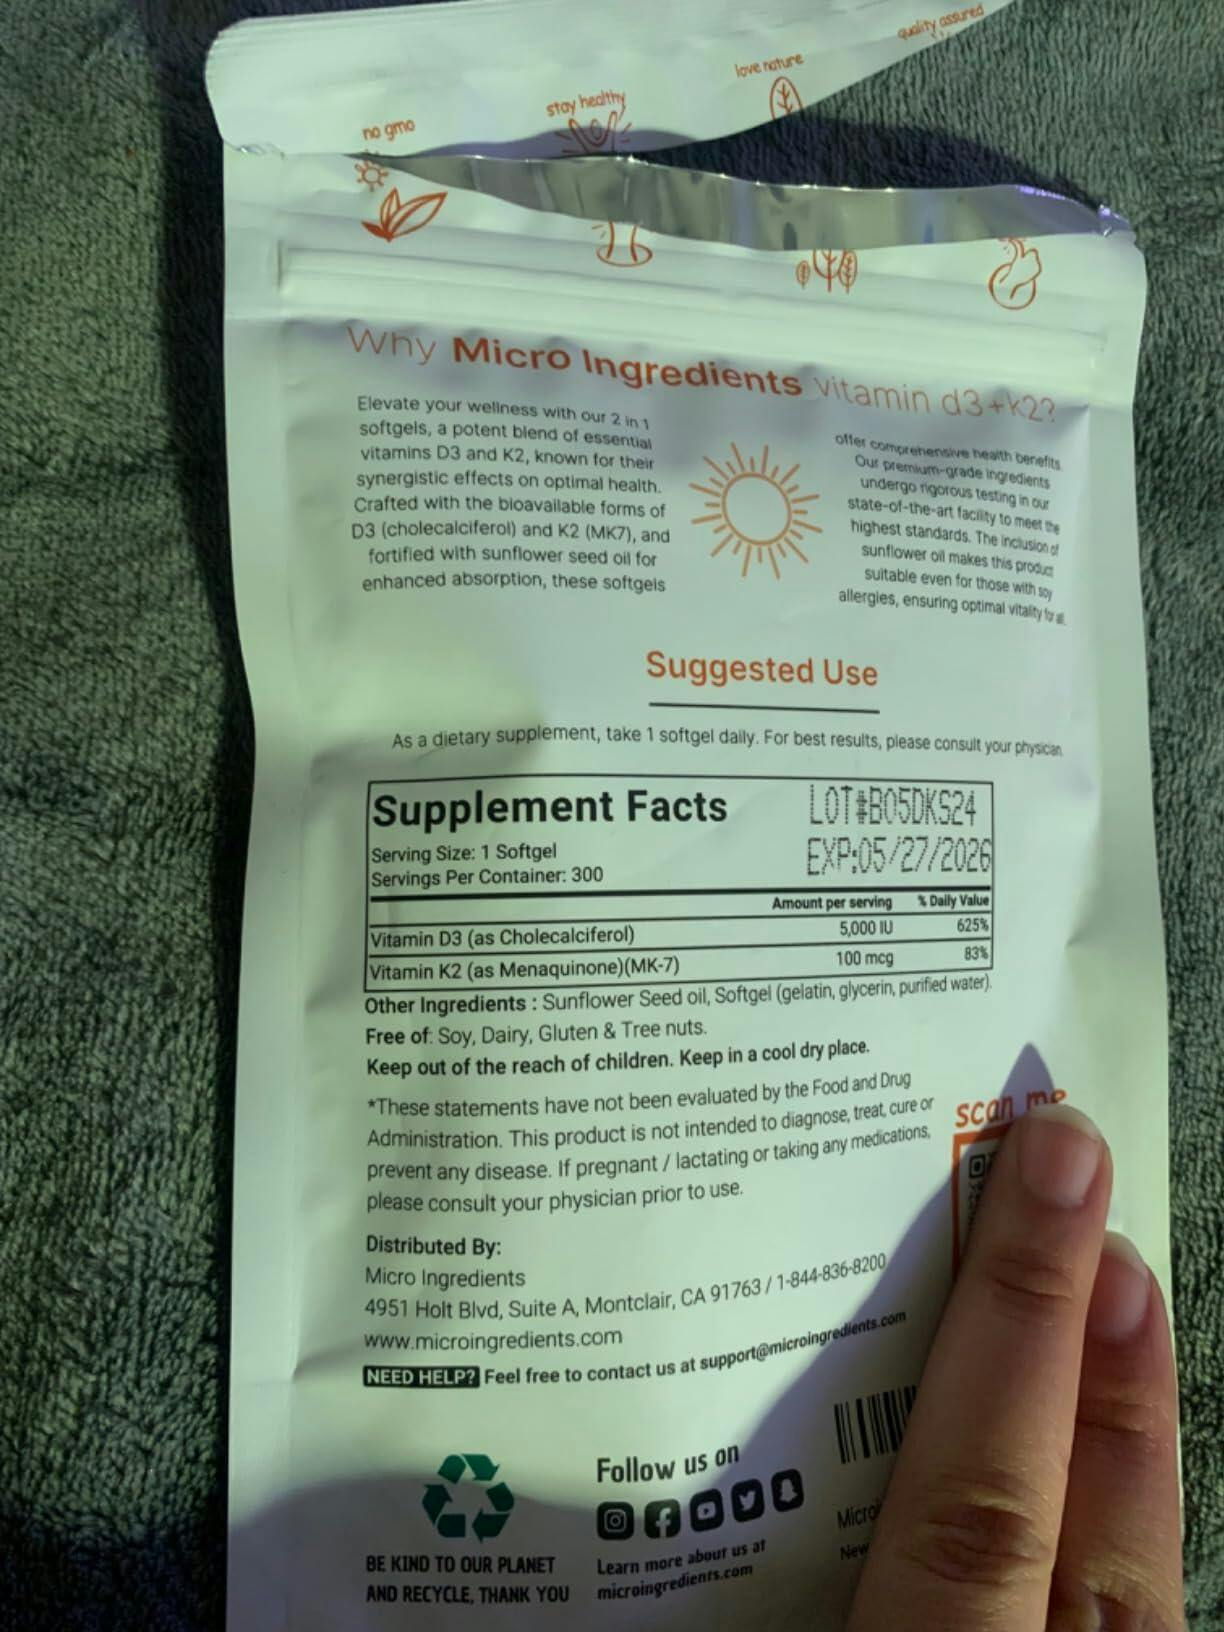 quality assured
love nature
stay healthy
no gmo
Why Micro Ingredients vitamin d3+k2?
Elevate your wellness with our 2 in 1
softgels, a potent blend of essential
vitamins D3 and K2, known for their
synergistic effects on optimal health.
Crafted with the bioavailable forms of
D3 (cholecalciferol) and K2 (MK7), and
fortified with sunflower seed oil for
enhanced absorption, these softgels
offer comprehensive health benefits.
Our premium-grade ingredients
undergo rigorous testing in our
state-of-the-art facility to meet the
highest standards. The inclusion of
sunflower oil makes this product
suitable even for those with soy
allergies, ensuring optimal vitality for all.
Suggested Use
As a dietary supplement, take 1 softgel daily. For best results, please consult your physician.
Supplement Facts
LOT#B05DKS24
EXP:05/27/2026
Serving Size: 1 Softgel
Servings Per Container: 300
Amount per serving % Daily Value
Vitamin D3 (as Cholecalciferol) 5,000 IU 625%
Vitamin K2 (as Menaquinone)(MK-7) 100 mcg 83%
Other Ingredients : Sunflower Seed oil, Softgel (gelatin, glycerin, purified water).
Free of: Soy, Dairy, Gluten & Tree nuts.
Keep out of the reach of children. Keep in a cool dry place.
*These statements have not been evaluated by the Food and Drug
Administration. This product is not intended to diagnose, treat, cure or
prevent any disease. If pregnant / lactating or taking any medications,
please consult your physician prior to use.
scan me
Distributed By:
Micro Ingredients
4951 Holt Blvd, Suite A, Montclair, CA 91763 / 1-844-836-8200
www.microingredients.com
NEED HELP? Feel free to contact us at support@microingredients.com
BE KIND TO OUR PLANET
AND RECYCLE, THANK YOU
Follow us on
Learn more about us at
microingredients.com
New